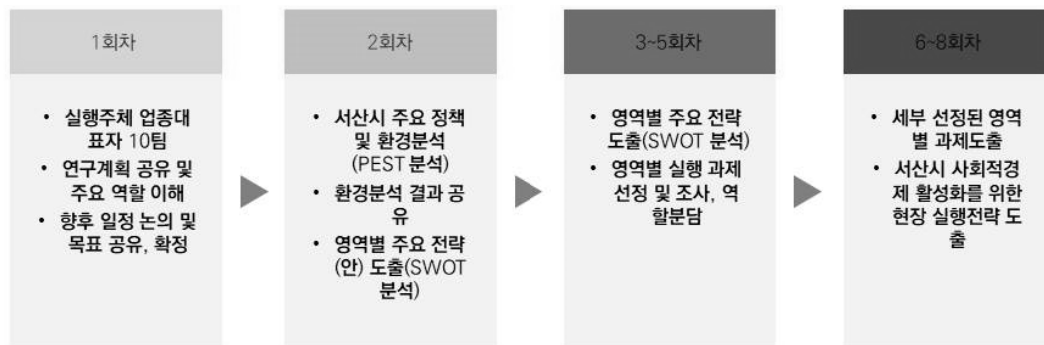 1회차
• 실행주체 업종대
표자 10팀
• 연구계획 공유 및
주요 역할 이해
• 향후 일정 논의 및
목표 공유, 확정
2회차
• 서산시 주요 정책
및 환경분석
(PEST 분석)
• 환경분석 결과 공
유
• 영역별 주요 전략
(안) 도출(SWOT
분석)
3~5회차
• 영역별 주요 전략
도출(SWOT 분석)
• 영역별 실행 과제
선정 및 조사, 역
할분담
6~8회차
• 세부 선정된 영역
별 과제도출
• 서산시 사회적경
제 활성화를 위한
현장 실행전략 도
출